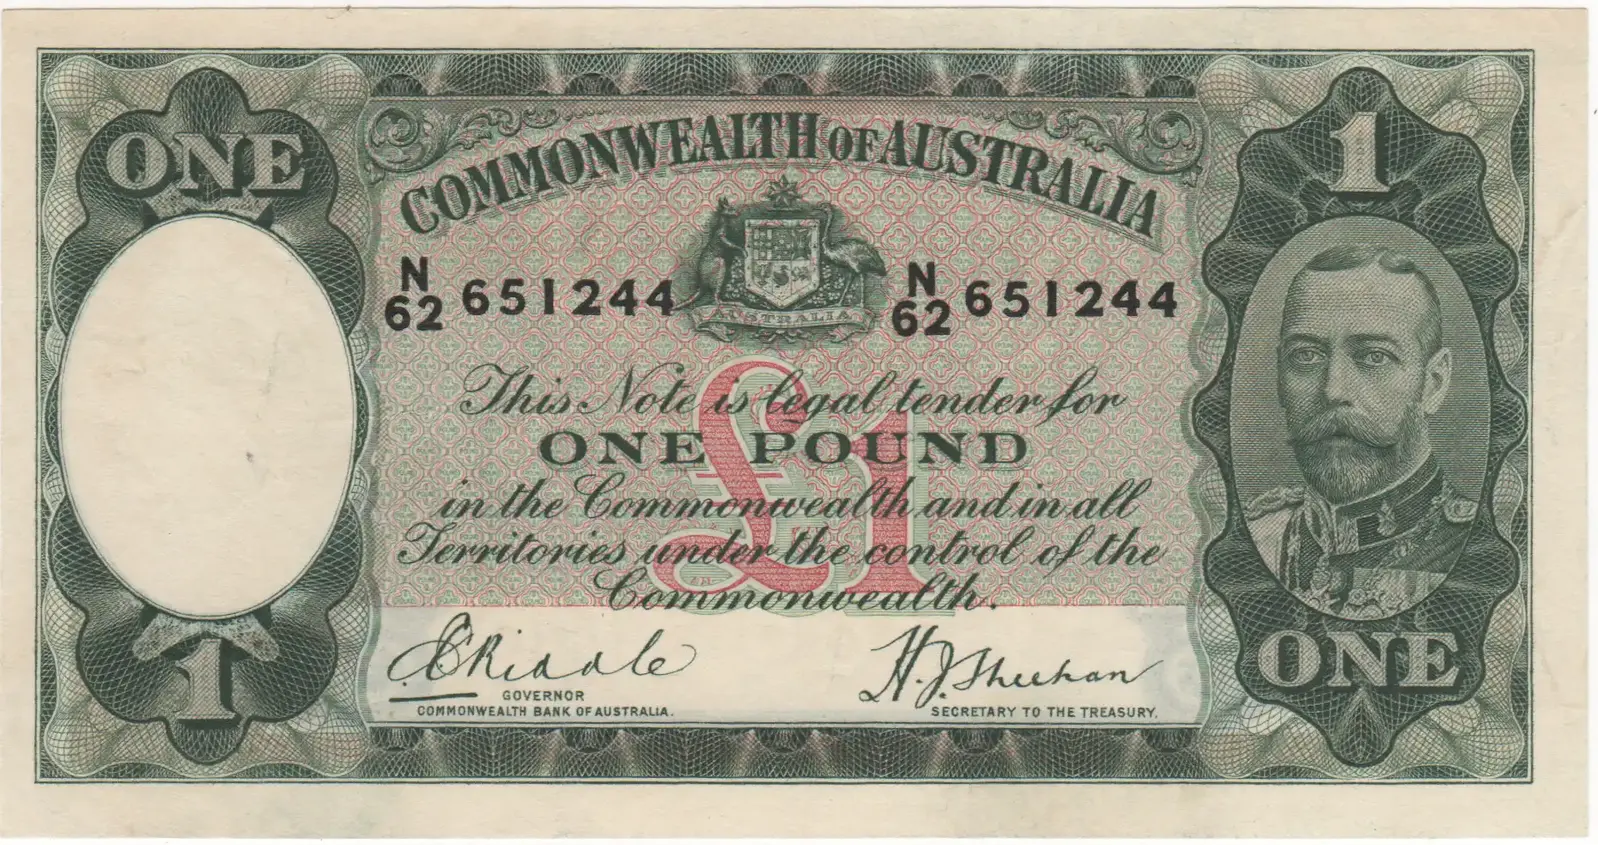 ONE
1
COMMONWEALTH OF AUSTRALIA
N
62 651244
N
62 651244
AUSTRALIA
This Note is legal tender for
ONE POUND
in the Commonwealth and in all
Territories under the control of the
Commonwealth.
£1
E C Riddle
GOVERNOR
COMMONWEALTH BANK OF AUSTRALIA.
H. J. Sheehan
SECRETARY TO THE TREASURY.
1
ONE